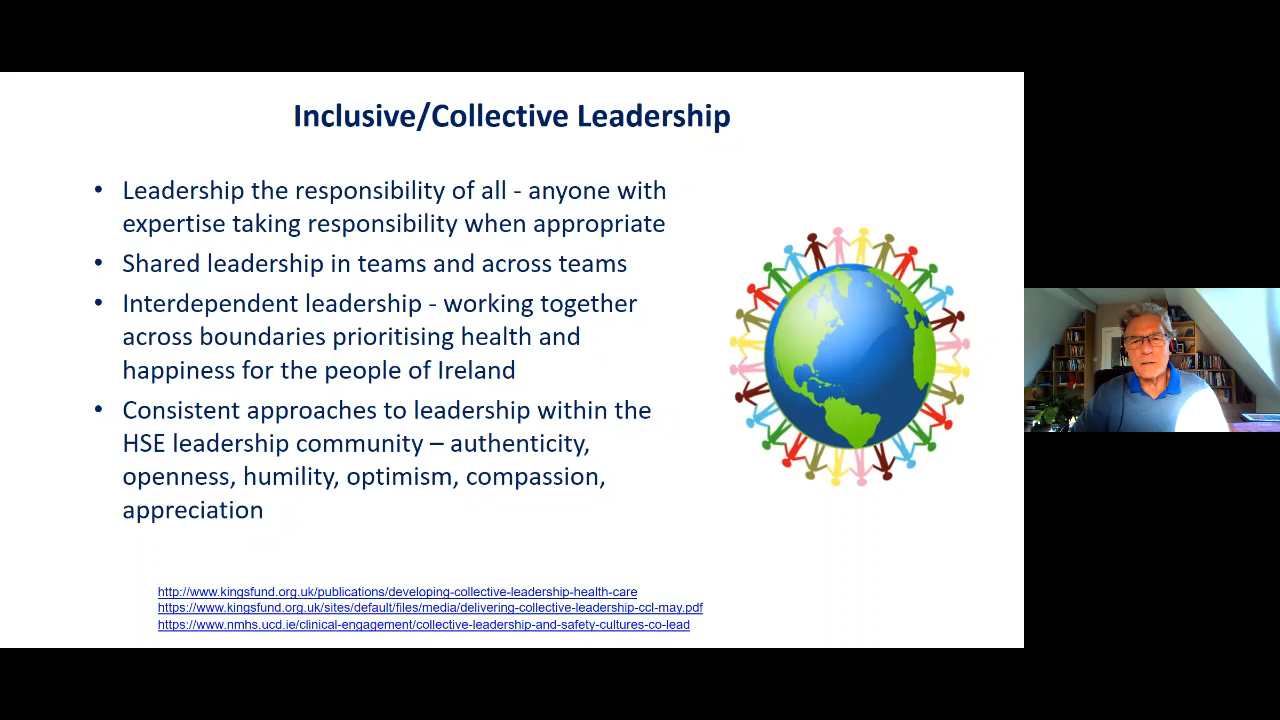 Inclusive/Collective Leadership
• Leadership the responsibility of all - anyone with
expertise taking responsibility when appropriate
• Shared leadership in teams and across teams
• Interdependent leadership - working together
across boundaries prioritising health and
happiness for the people of Ireland
• Consistent approaches to leadership within the
HSE leadership community – authenticity,
openness, humility, optimism, compassion,
appreciation
http://www.kingsfund.org.uk/publications/developing-collective-leadership-health-care
https://www.kingsfund.org.uk/sites/default/files/media/delivering-collective-leadership-ccl-may.pdf
https://www.nmhs.ucd.ie/clinical-engagement/collective-leadership-and-safety-cultures-co-lead